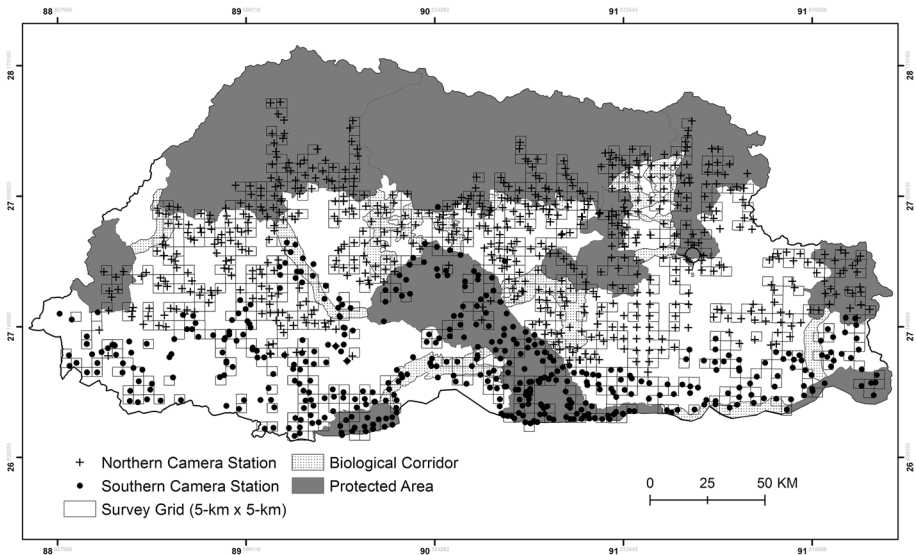 88 89 90 91 91
28 28
27 27
27 27
26 26
+ Northern Camera Station Biological Corridor
Southern Camera Station Protected Area
Survey Grid (5-km x 5-km)
0 25 50 KM
88 89 90 91 91